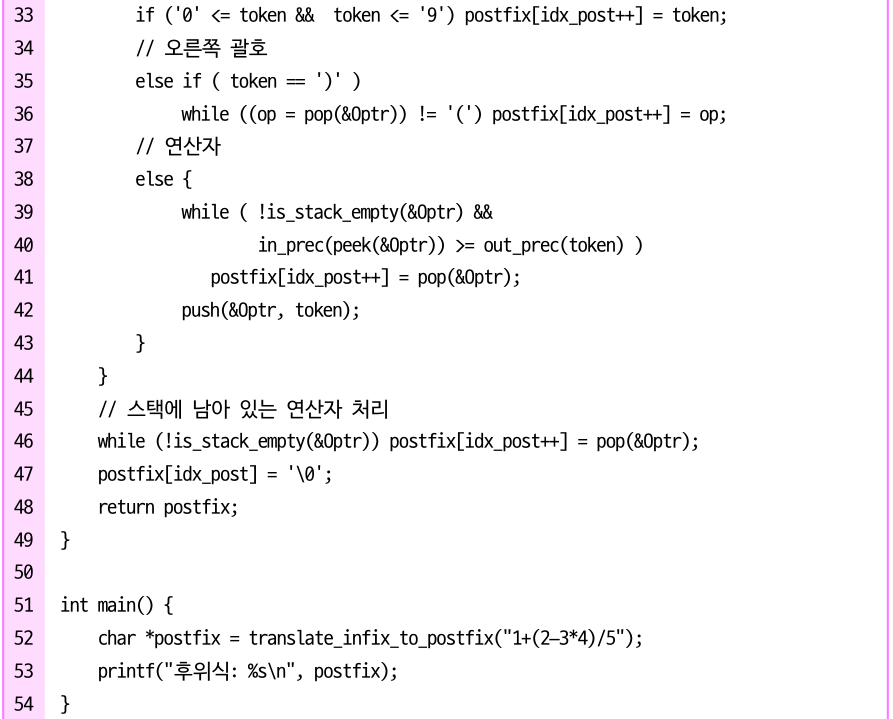 33 if ('0' <= token &&  token <= '9') postfix[idx_post++] = token;
34 // 오른쪽 괄호
35 else if ( token == ')' )
36 while ((op = pop(&Optr)) != '(') postfix[idx_post++] = op;
37 // 연산자
38 else {
39 while ( !is_stack_empty(&Optr) &&
40 in_prec(peek(&Optr)) >= out_prec(token) )
41 postfix[idx_post++] = pop(&Optr);
42 push(&Optr, token);
43 }
44 }
45 // 스택에 남아 있는 연산자 처리
46 while (!is_stack_empty(&Optr)) postfix[idx_post++] = pop(&Optr);
47 postfix[idx_post] = '\0';
48 return postfix;
49 }
50
51 int main() {
52 char *postfix = translate_infix_to_postfix("1+(2–3*4)/5");
53 printf("후위식: %s\n", postfix);
54 }